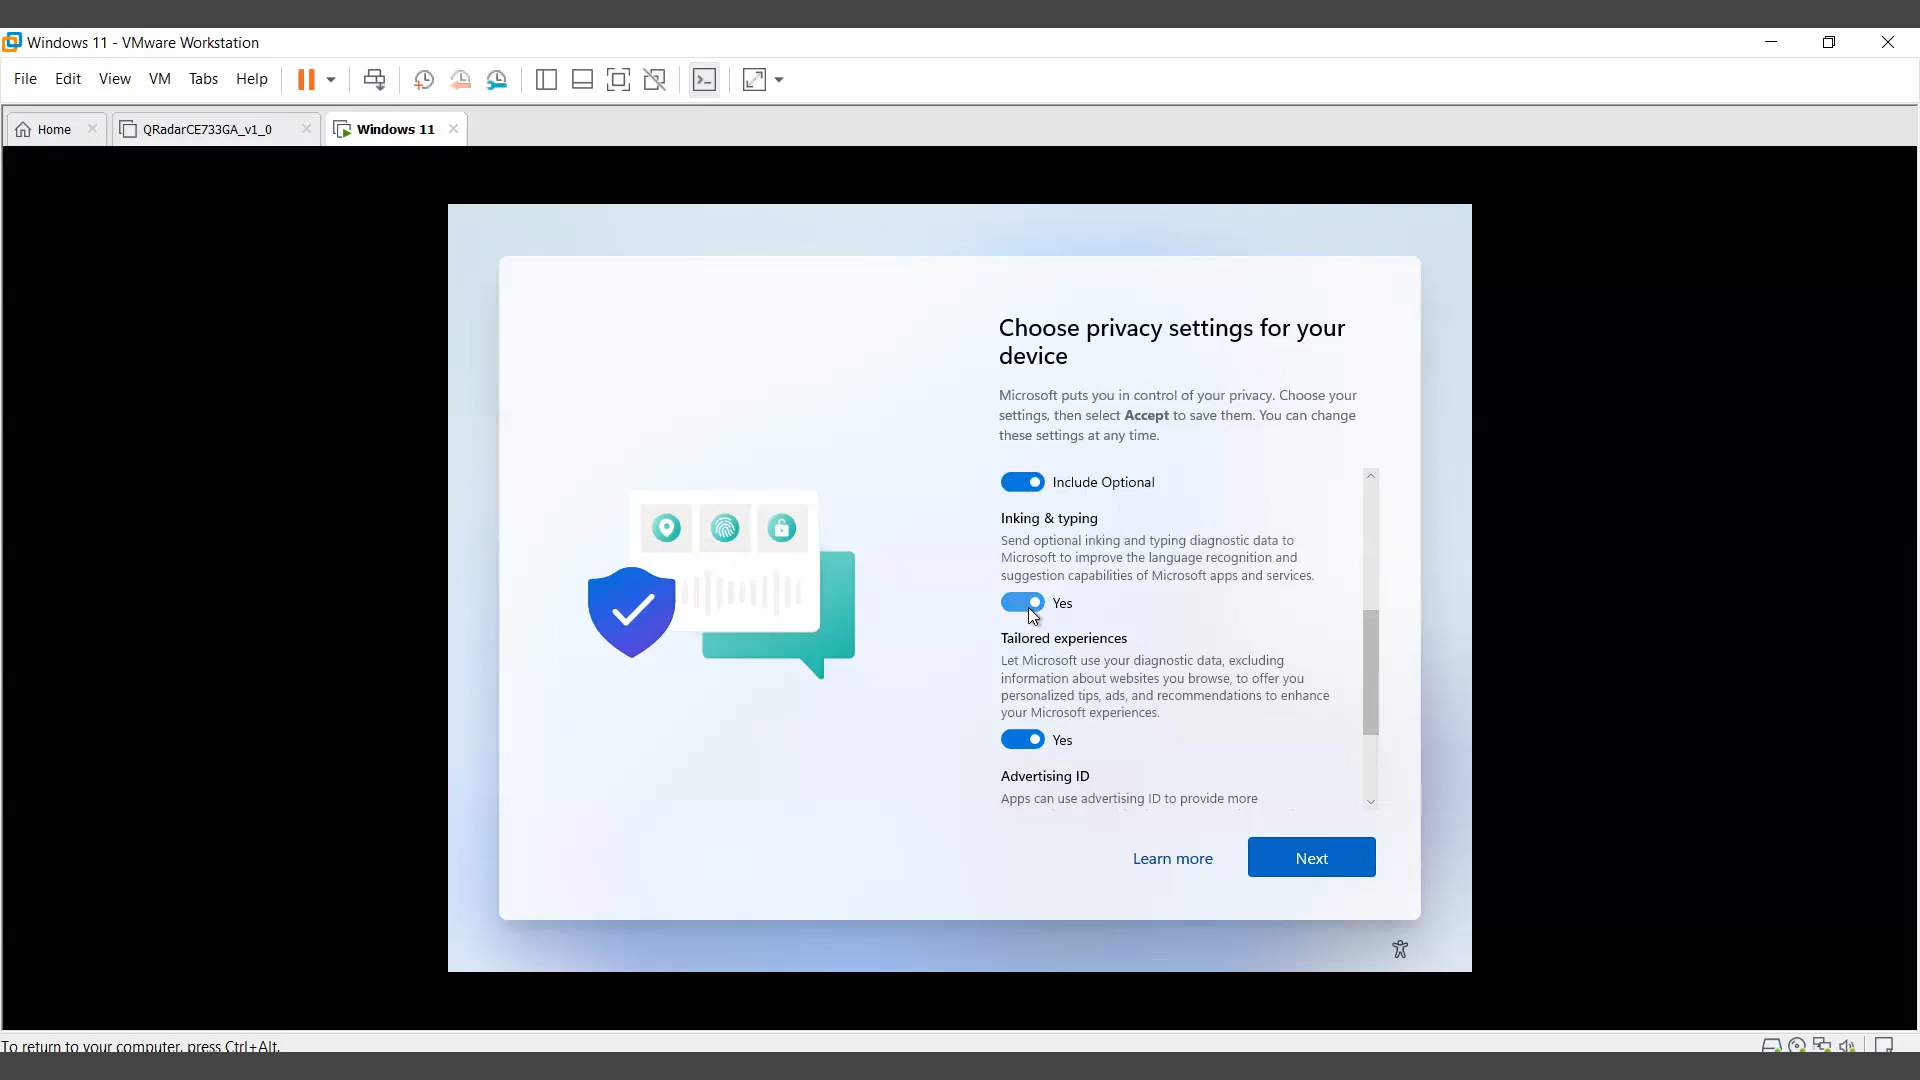 Windows 11 - VMware Workstation
File Edit View VM Tabs Help
Home QRadarCE733GA_v1_0 Windows 11
Choose privacy settings for your
device
Microsoft puts you in control of your privacy. Choose your
settings, then select Accept to save them. You can change
these settings at any time.
Include Optional
Inking & typing
Send optional inking and typing diagnostic data to
Microsoft to improve the language recognition and
suggestion capabilities of Microsoft apps and services.
Yes
Tailored experiences
Let Microsoft use your diagnostic data, excluding
information about websites you browse, to offer you
personalized tips, ads, and recommendations to enhance
your Microsoft experiences.
Yes
Advertising ID
Apps can use advertising ID to provide more
Learn more Next
To return to your computer, press Ctrl+Alt.